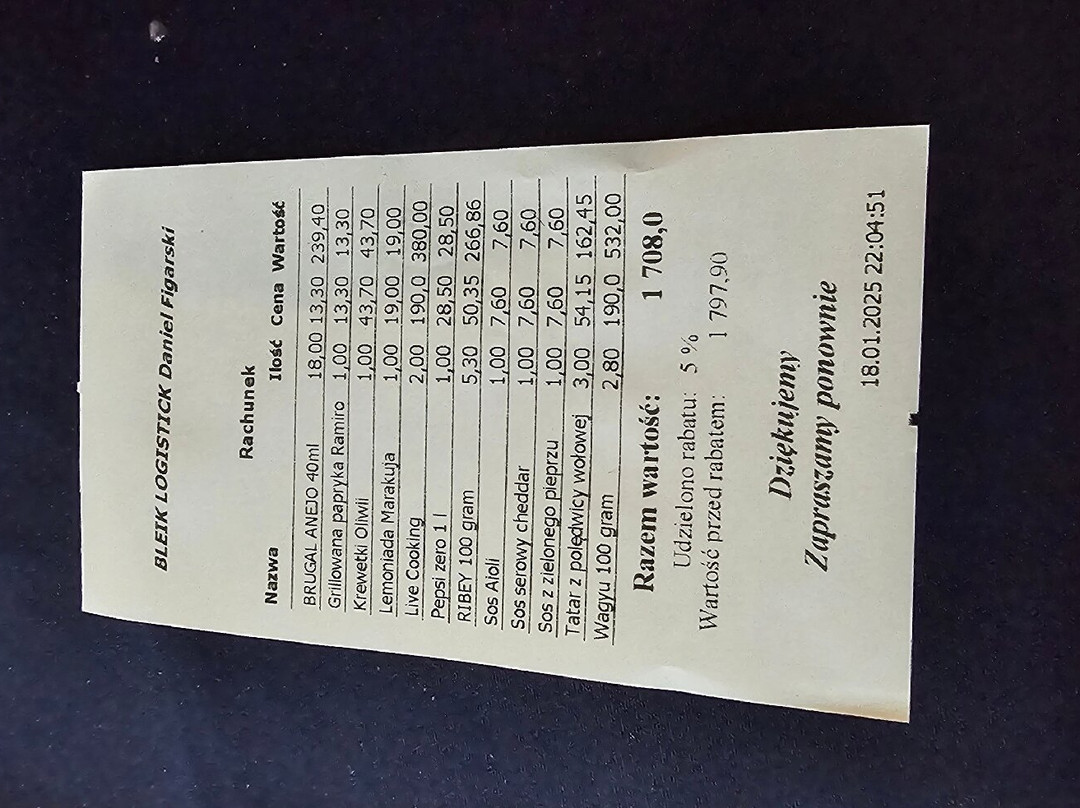 BLEIK LOGISTICK Daniel Figarski
Rachunek
Nazwa Ilość Cena Wartość
BRUGAL ANEJO 40ml 18,00 13,30 239,40
Grillowana papryka Ramiro 1,00 13,30 13,30
Krewetki Oliwii 1,00 43,70 43,70
Lemoniada Marakuja 1,00 19,00 19,00
Live Cooking 2,00 190,0 380,00
Pepsi zero 1 l 1,00 28,50 28,50
RIBEY 100 gram 5,30 50,35 266,86
Sos Aioli 1,00 7,60 7,60
Sos serowy cheddar 1,00 7,60 7,60
Sos z zielonego pieprzu 1,00 7,60 7,60
Tatar z polędwicy wołowej 3,00 54,15 162,45
Wagyu 100 gram 2,80 190,0 532,00
Razem wartość: 1 708,0
Udzielono rabatu: 5 %
Wartość przed rabatem: 1 797,90
Dziękujemy
Zapraszamy ponownie
18.01.2025 22:04:51